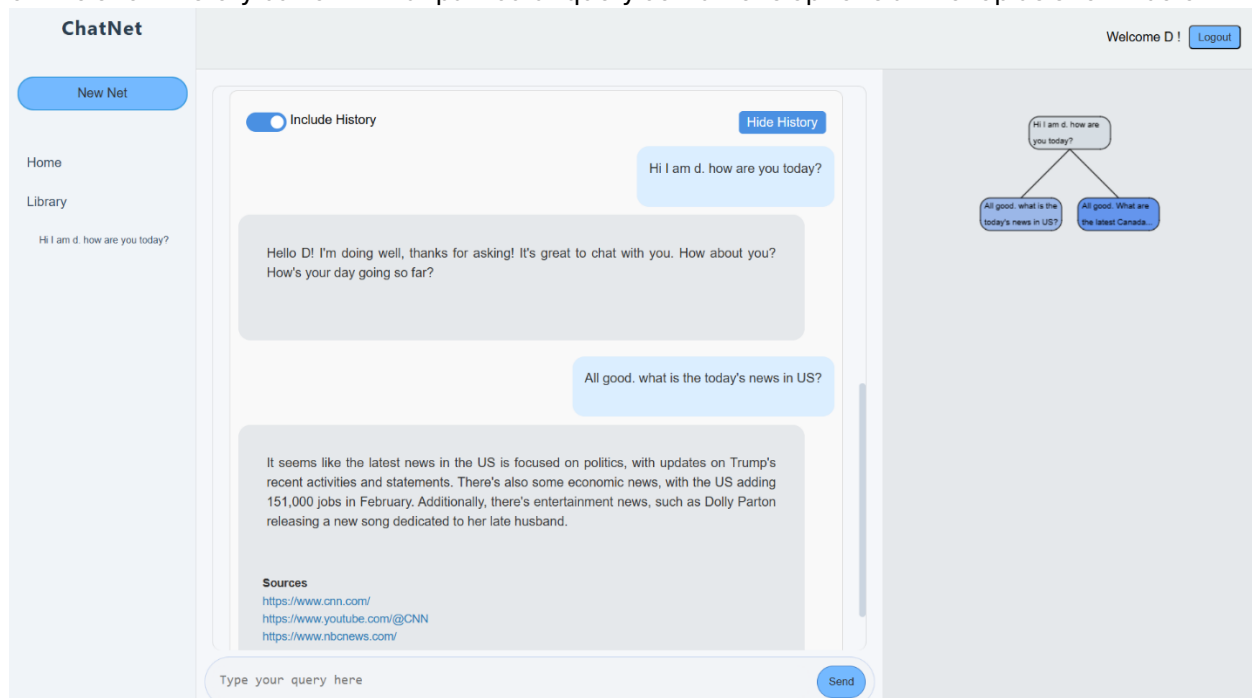 ChatNet
Welcome D !
Logout
New Net
Home
Library
Hi I am d. how are you today?
Include History
Hide History
Hi I am d. how are you today?
Hello D! I'm doing well, thanks for asking! It's great to chat with you. How about you?
How's your day going so far?
All good. what is the today's news in US?
It seems like the latest news in the US is focused on politics, with updates on Trump's
recent activities and statements. There's also some economic news, with the US adding
151,000 jobs in February. Additionally, there's entertainment news, such as Dolly Parton
releasing a new song dedicated to her late husband.
Sources
https://www.cnn.com/
https://www.youtube.com/@CNN
https://www.nbcnews.com/
Type your query here
Send
Hi I am d. how are
you today?
All good. what is the
today's news in US?
All good. What are
the latest Canada...